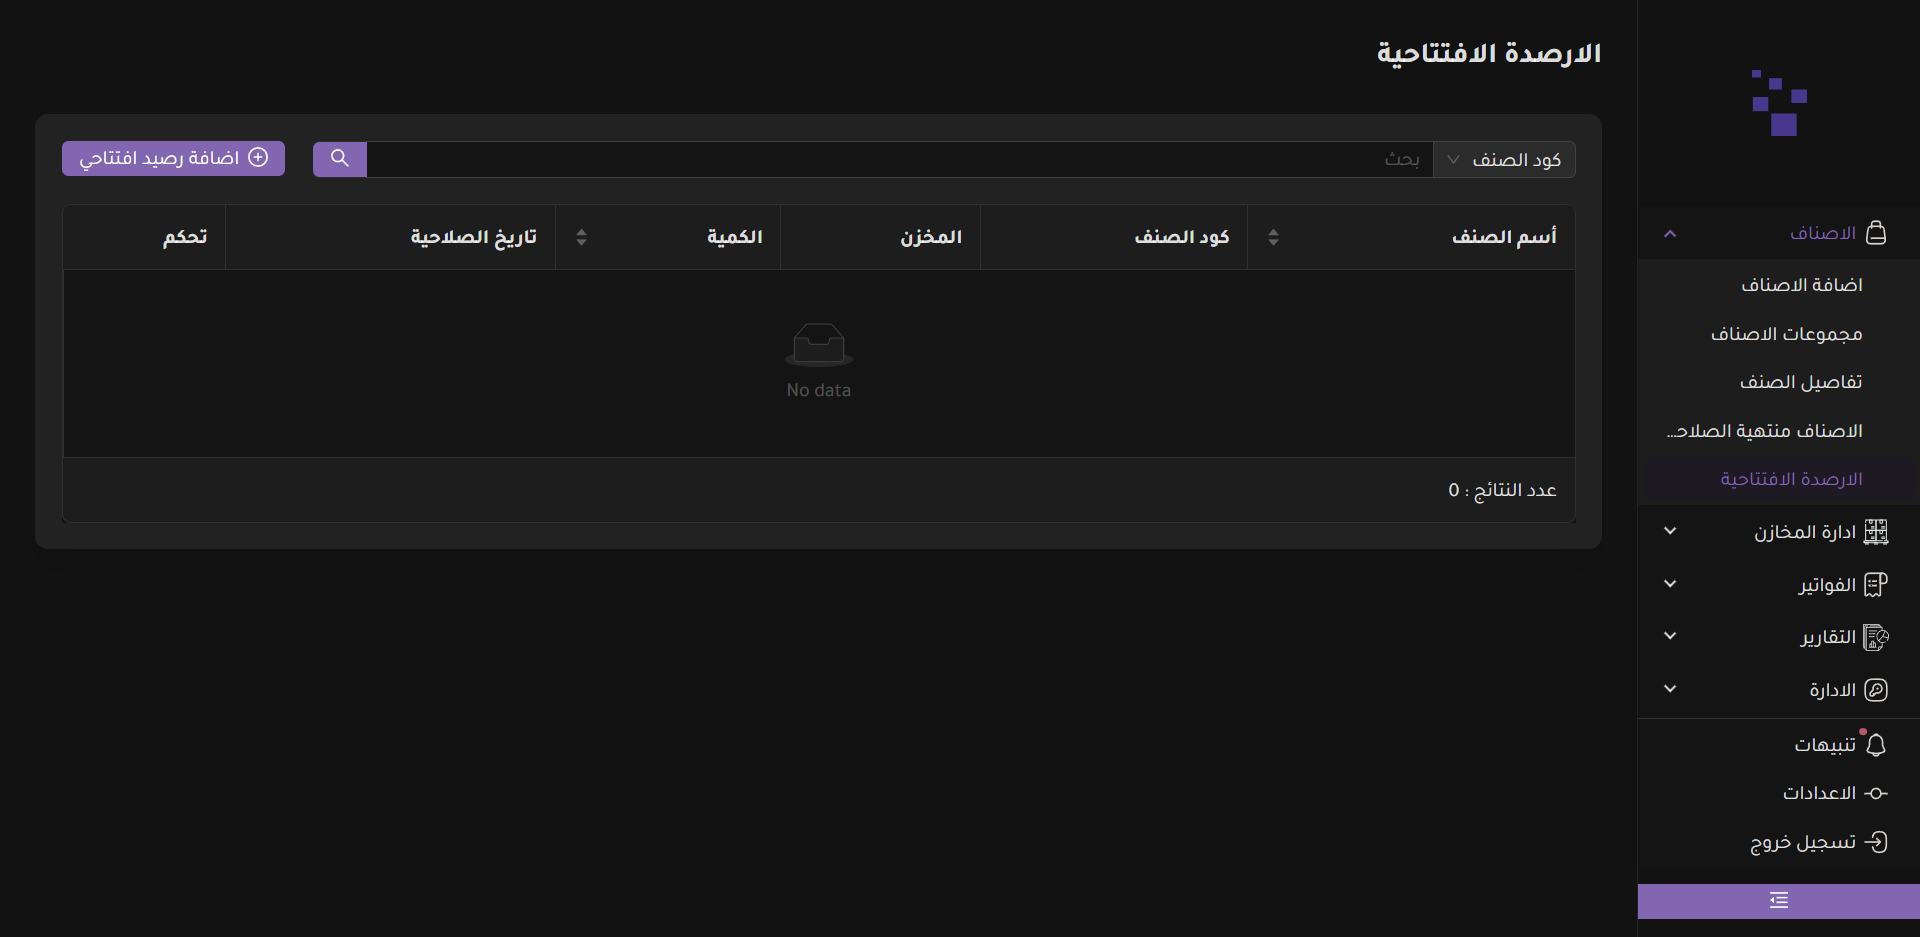 الارصدة الافتتاحية
كود الصنف
بحث
اضافة رصيد افتتاحي
أسم الصنف
كود الصنف
المخزن
الكمية
تاريخ الصلاحية
تحكم
No data
عدد النتائج : 0
الاصناف
اضافة الاصناف
مجموعات الاصناف
تفاصيل الصنف
الاصناف منتهية الصلاحـ...
الارصدة الافتتاحية
ادارة المخازن
الفواتير
التقارير
الادارة
تنبيهات
الاعدادات
تسجيل خروج